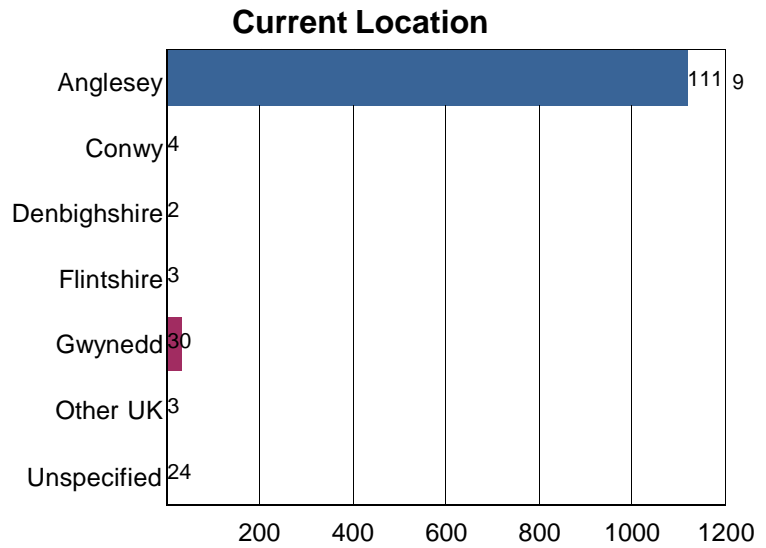 Current Location
Anglesey 111 9
Conwy 4
Denbighshire 2
Flintshire 3
Gwynedd 30
Other UK 3
Unspecified 24
200 400 600 800 1000 1200